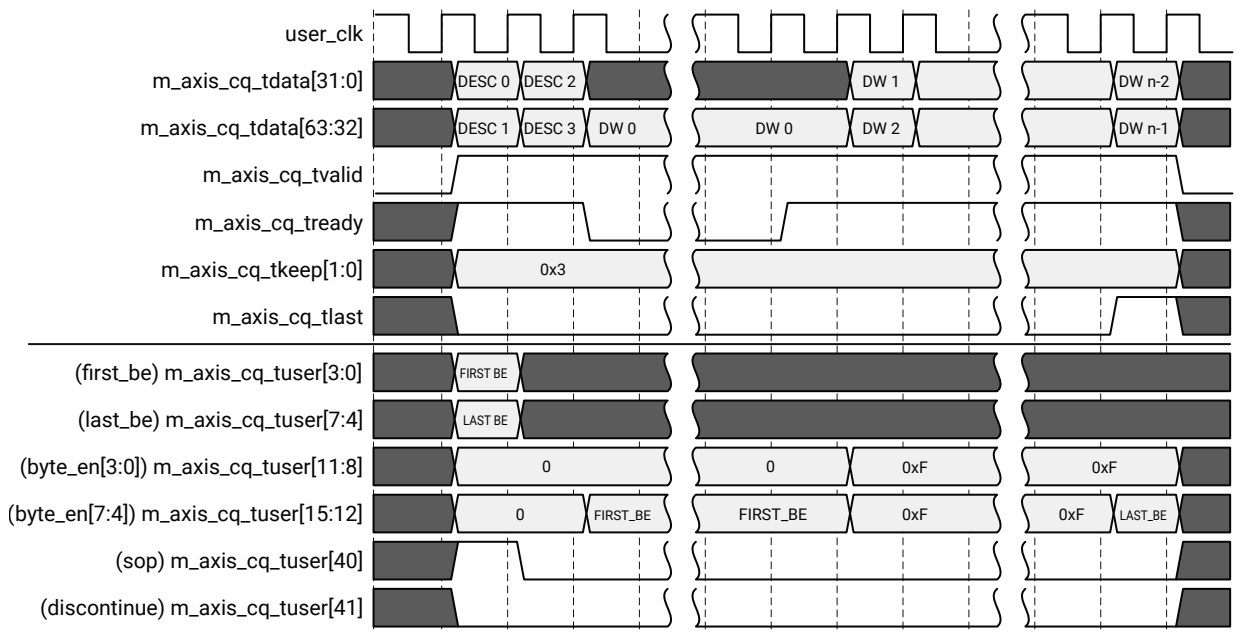 user_clk
m_axis_cq_tdata[31:0] DESC 0 DESC 2 DW 1 DW n-2
m_axis_cq_tdata[63:32] DESC 1 DESC 3 DW 0 DW 0 DW 2 DW n-1
m_axis_cq_tvalid
m_axis_cq_tready
m_axis_cq_tkeep[1:0] 0x3
m_axis_cq_tlast
(first_be) m_axis_cq_tuser[3:0] FIRST BE
(last_be) m_axis_cq_tuser[7:4] LAST BE
(byte_en[3:0]) m_axis_cq_tuser[11:8] 0 0 0xF 0xF
(byte_en[7:4]) m_axis_cq_tuser[15:12] 0 FIRST_BE FIRST_BE 0xF 0xF LAST_BE
(sop) m_axis_cq_tuser[40]
(discontinue) m_axis_cq_tuser[41]